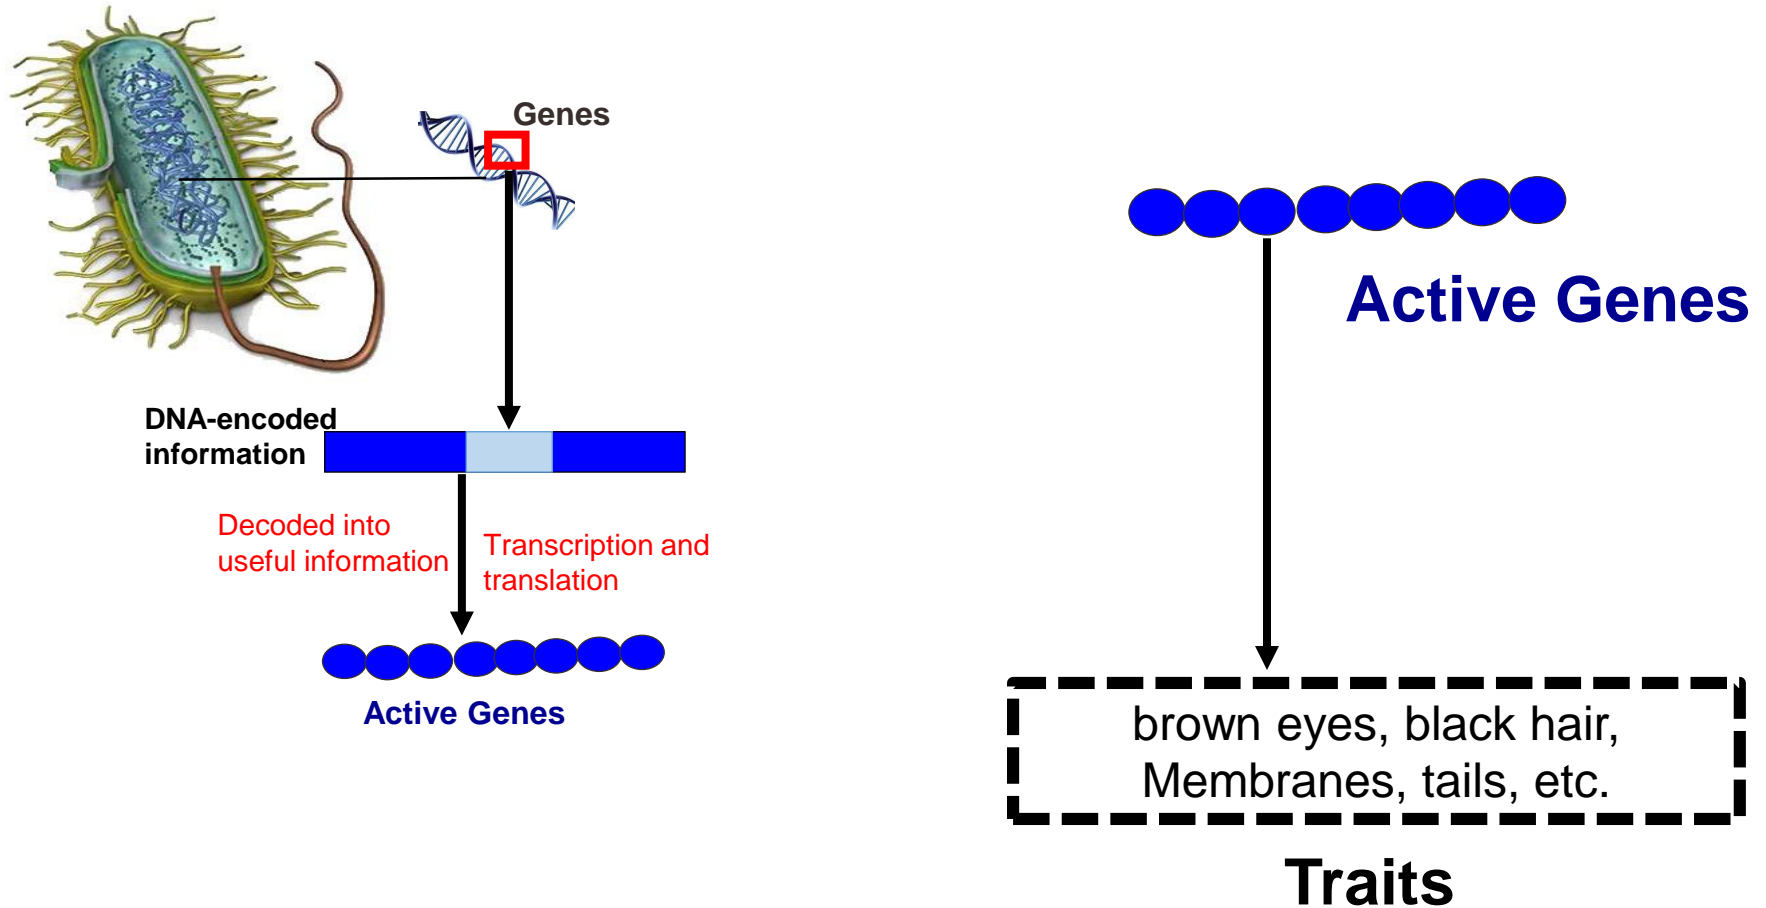 Genes
DNA-encoded
information
Decoded into
useful information
Transcription and
translation
Active Genes
Active Genes
brown eyes, black hair,
Membranes, tails, etc.
Traits